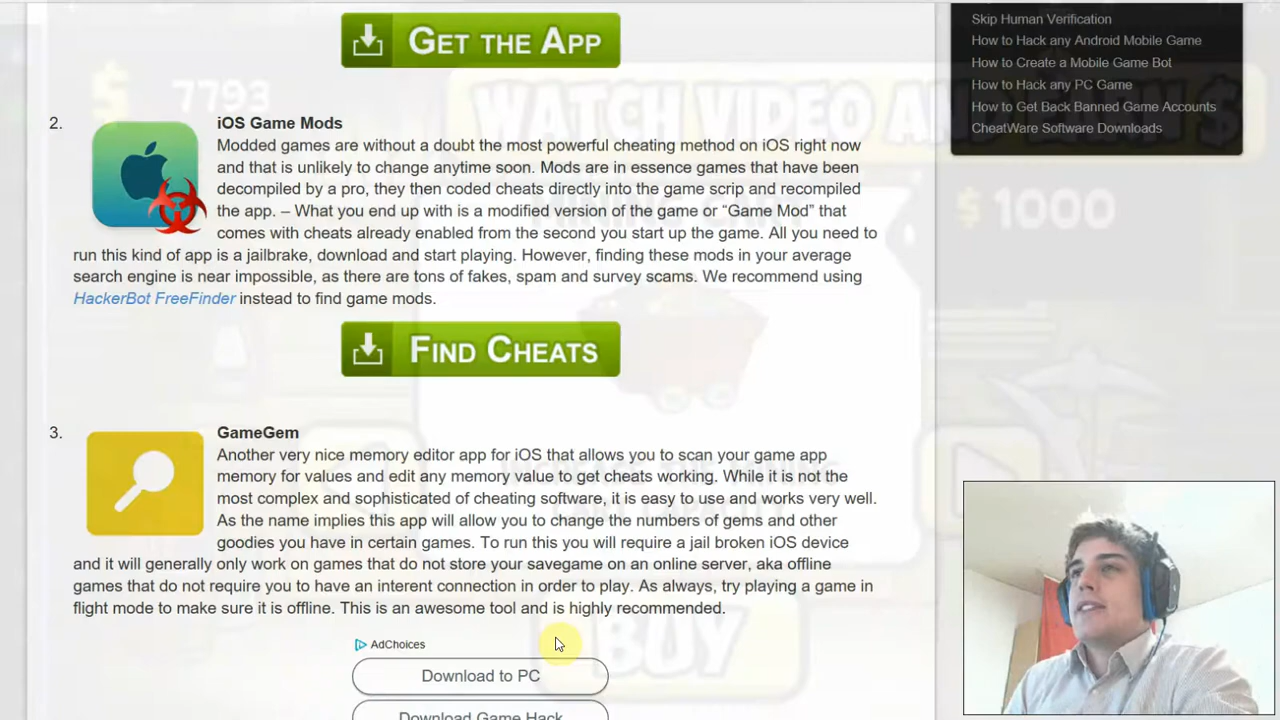 GET THE APP
Skip Human Verification
How to Hack any Android Mobile Game
How to Create a Mobile Game Bot
How to Hack any PC Game
How to Get Back Banned Game Accounts
CheatWare Software Downloads
$ 7793
WATCH VIDEO AND EARN $
$ 1000
2.
iOS Game Mods
Modded games are without a doubt the most powerful cheating method on iOS right now
and that is unlikely to change anytime soon. Mods are in essence games that have been
decompiled by a pro, they then coded cheats directly into the game scrip and recompiled
the app. – What you end up with is a modified version of the game or “Game Mod” that
comes with cheats already enabled from the second you start up the game. All you need to
run this kind of app is a jailbrake, download and start playing. However, finding these mods in your average
search engine is near impossible, as there are tons of fakes, spam and survey scams. We recommend using
HackerBot FreeFinder instead to find game mods.
FIND CHEATS
3.
GameGem
Another very nice memory editor app for iOS that allows you to scan your game app
memory for values and edit any memory value to get cheats working. While it is not the
most complex and sophisticated of cheating software, it is easy to use and works very well.
As the name implies this app will allow you to change the numbers of gems and other
goodies you have in certain games. To run this you will require a jail broken iOS device
and it will generally only work on games that do not store your savegame on an online server, aka offline
games that do not require you to have an interent connection in order to play. As always, try playing a game in
flight mode to make sure it is offline. This is an awesome tool and is highly recommended.
BUY
AdChoices
Download to PC
Download Game Hack